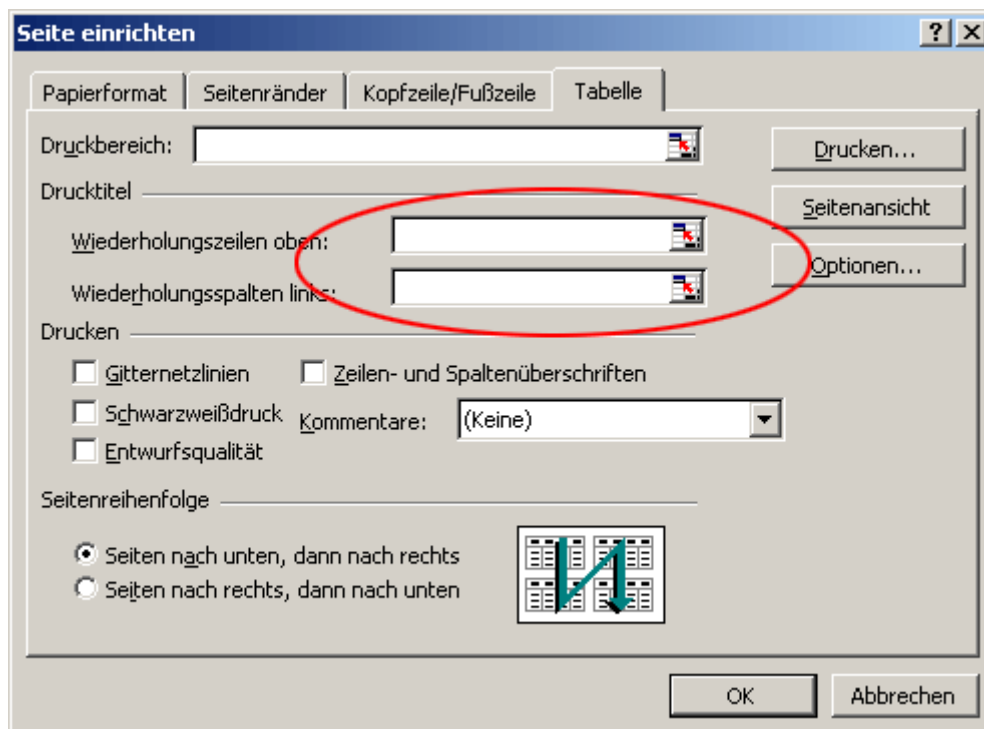 Seite einrichten
Papierformat Seitenränder Kopfzeile/Fußzeile Tabelle
Druckbereich: Drucken...
Drucktitel
Seitenansicht
Wiederholungszeilen oben:
Optionen...
Wiederholungsspalten links:
Drucken
Gitternetzlinien Zeilen- und Spaltenüberschriften
Schwarzweißdruck Kommentare: (Keine)
Entwurfsqualität
Seitenreihenfolge
Seiten nach unten, dann nach rechts
Seiten nach rechts, dann nach unten
OK Abbrechen